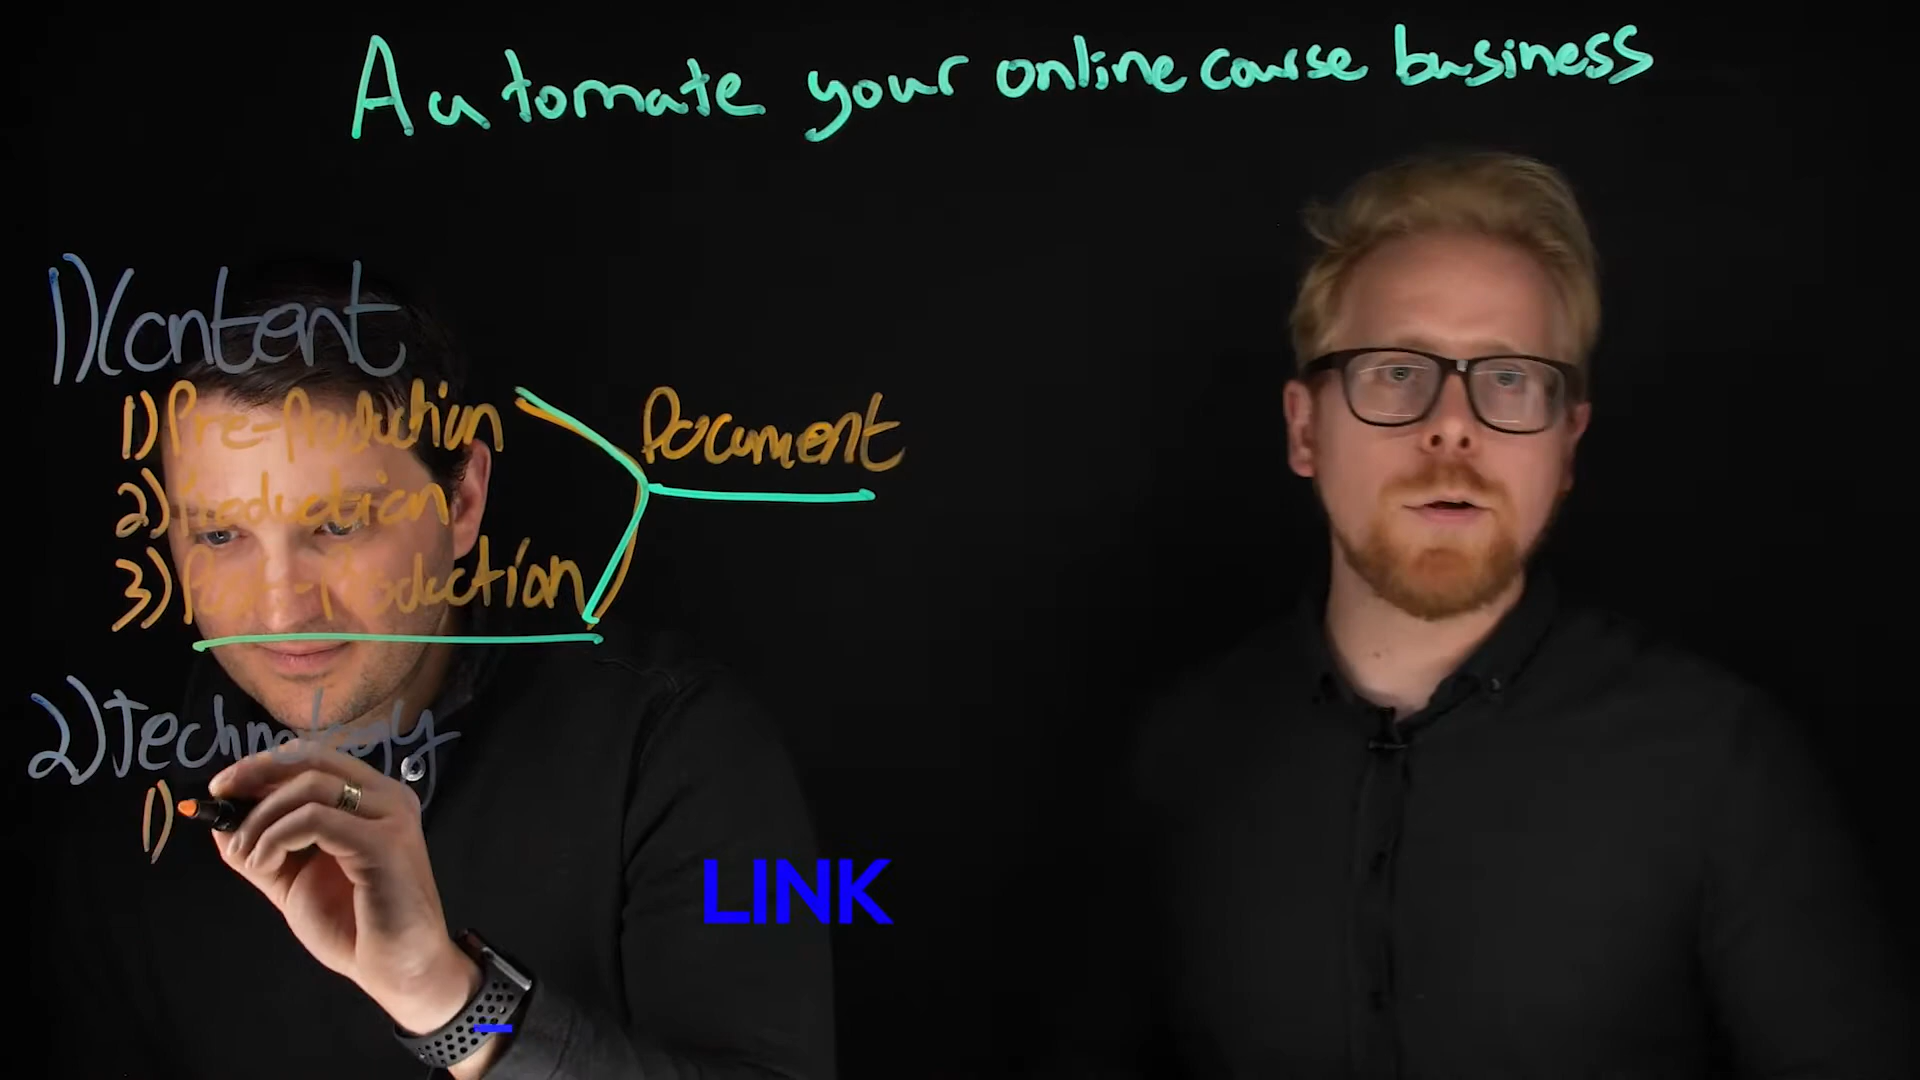 Automate your online course business
1) Content
1) Pre-Production
Document
2) Production
3) Post-Production
2) Technology
1)
LINK